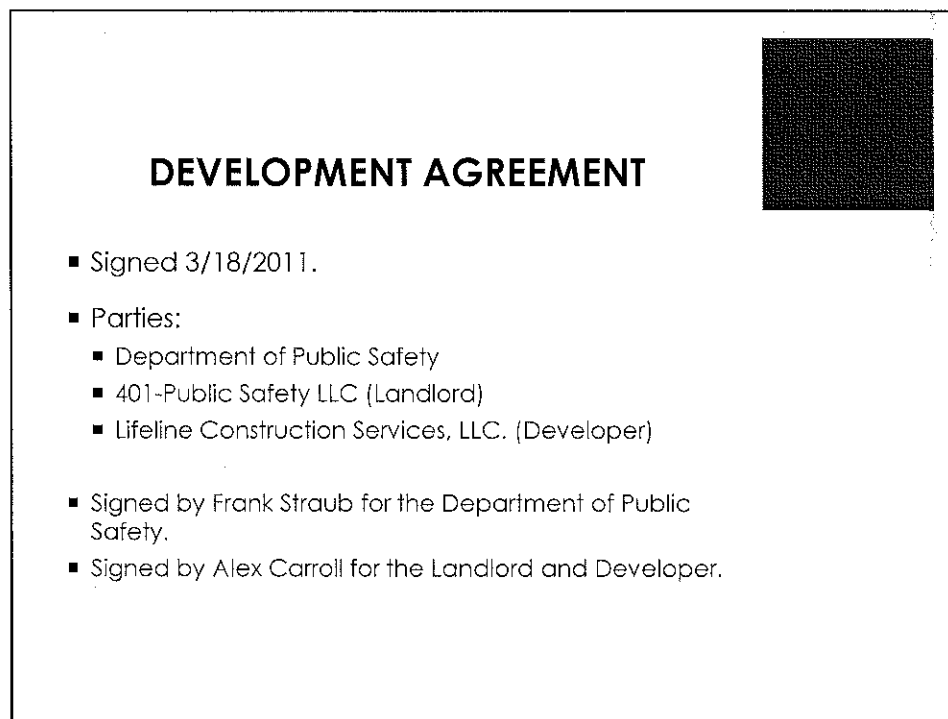 DEVELOPMENT AGREEMENT
▪ Signed 3/18/2011.
▪ Parties:
▪ Department of Public Safety
▪ 401-Public Safety LLC (Landlord)
▪ Lifeline Construction Services, LLC. (Developer)
▪ Signed by Frank Straub for the Department of Public
Safety.
▪ Signed by Alex Carroll for the Landlord and Developer.